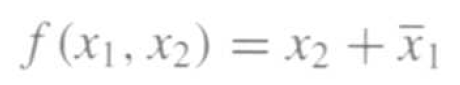 f(x₁, x₂) = x₂ + x̅₁